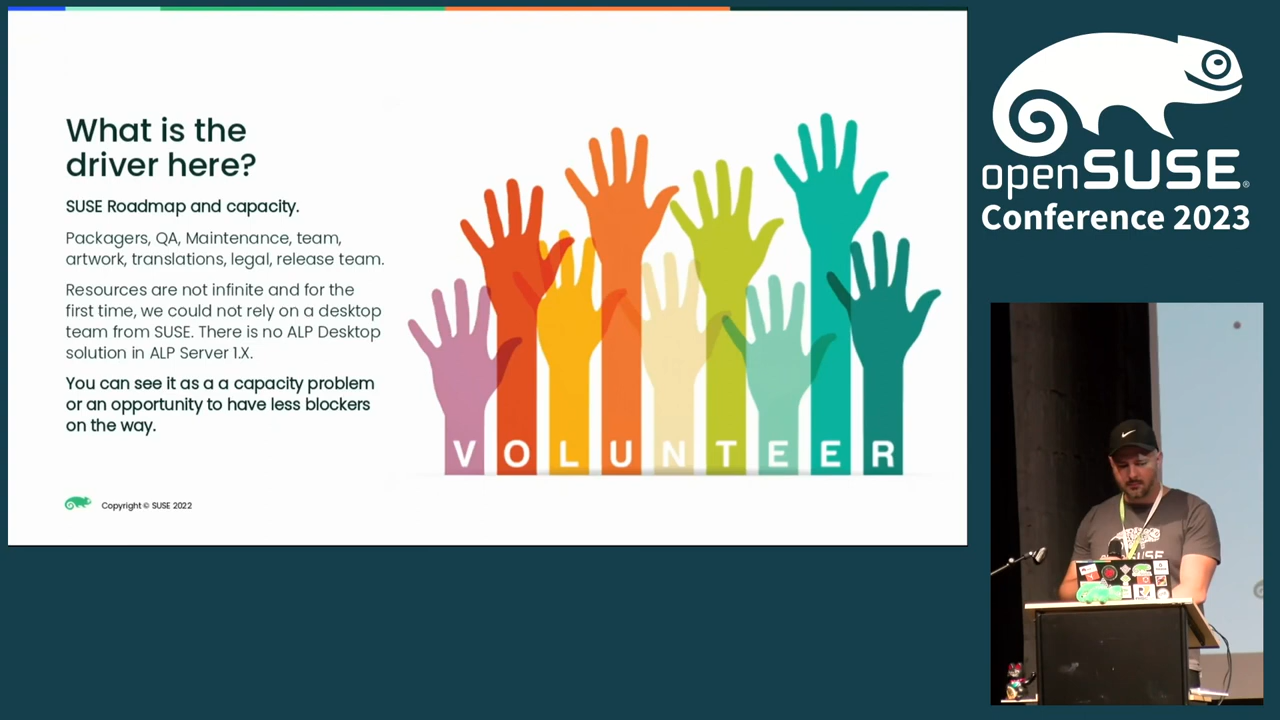 What is the
driver here?
SUSE Roadmap and capacity.
Packagers, QA, Maintenance, team,
artwork, translations, legal, release team.
Resources are not infinite and for the
first time, we could not rely on a desktop
team from SUSE. There is no ALP Desktop
solution in ALP Server 1.X.
You can see it as a a capacity problem
or an opportunity to have less blockers
on the way.
VOLUNTEER
Copyright © SUSE 2022
openSUSE®
Conference 2023